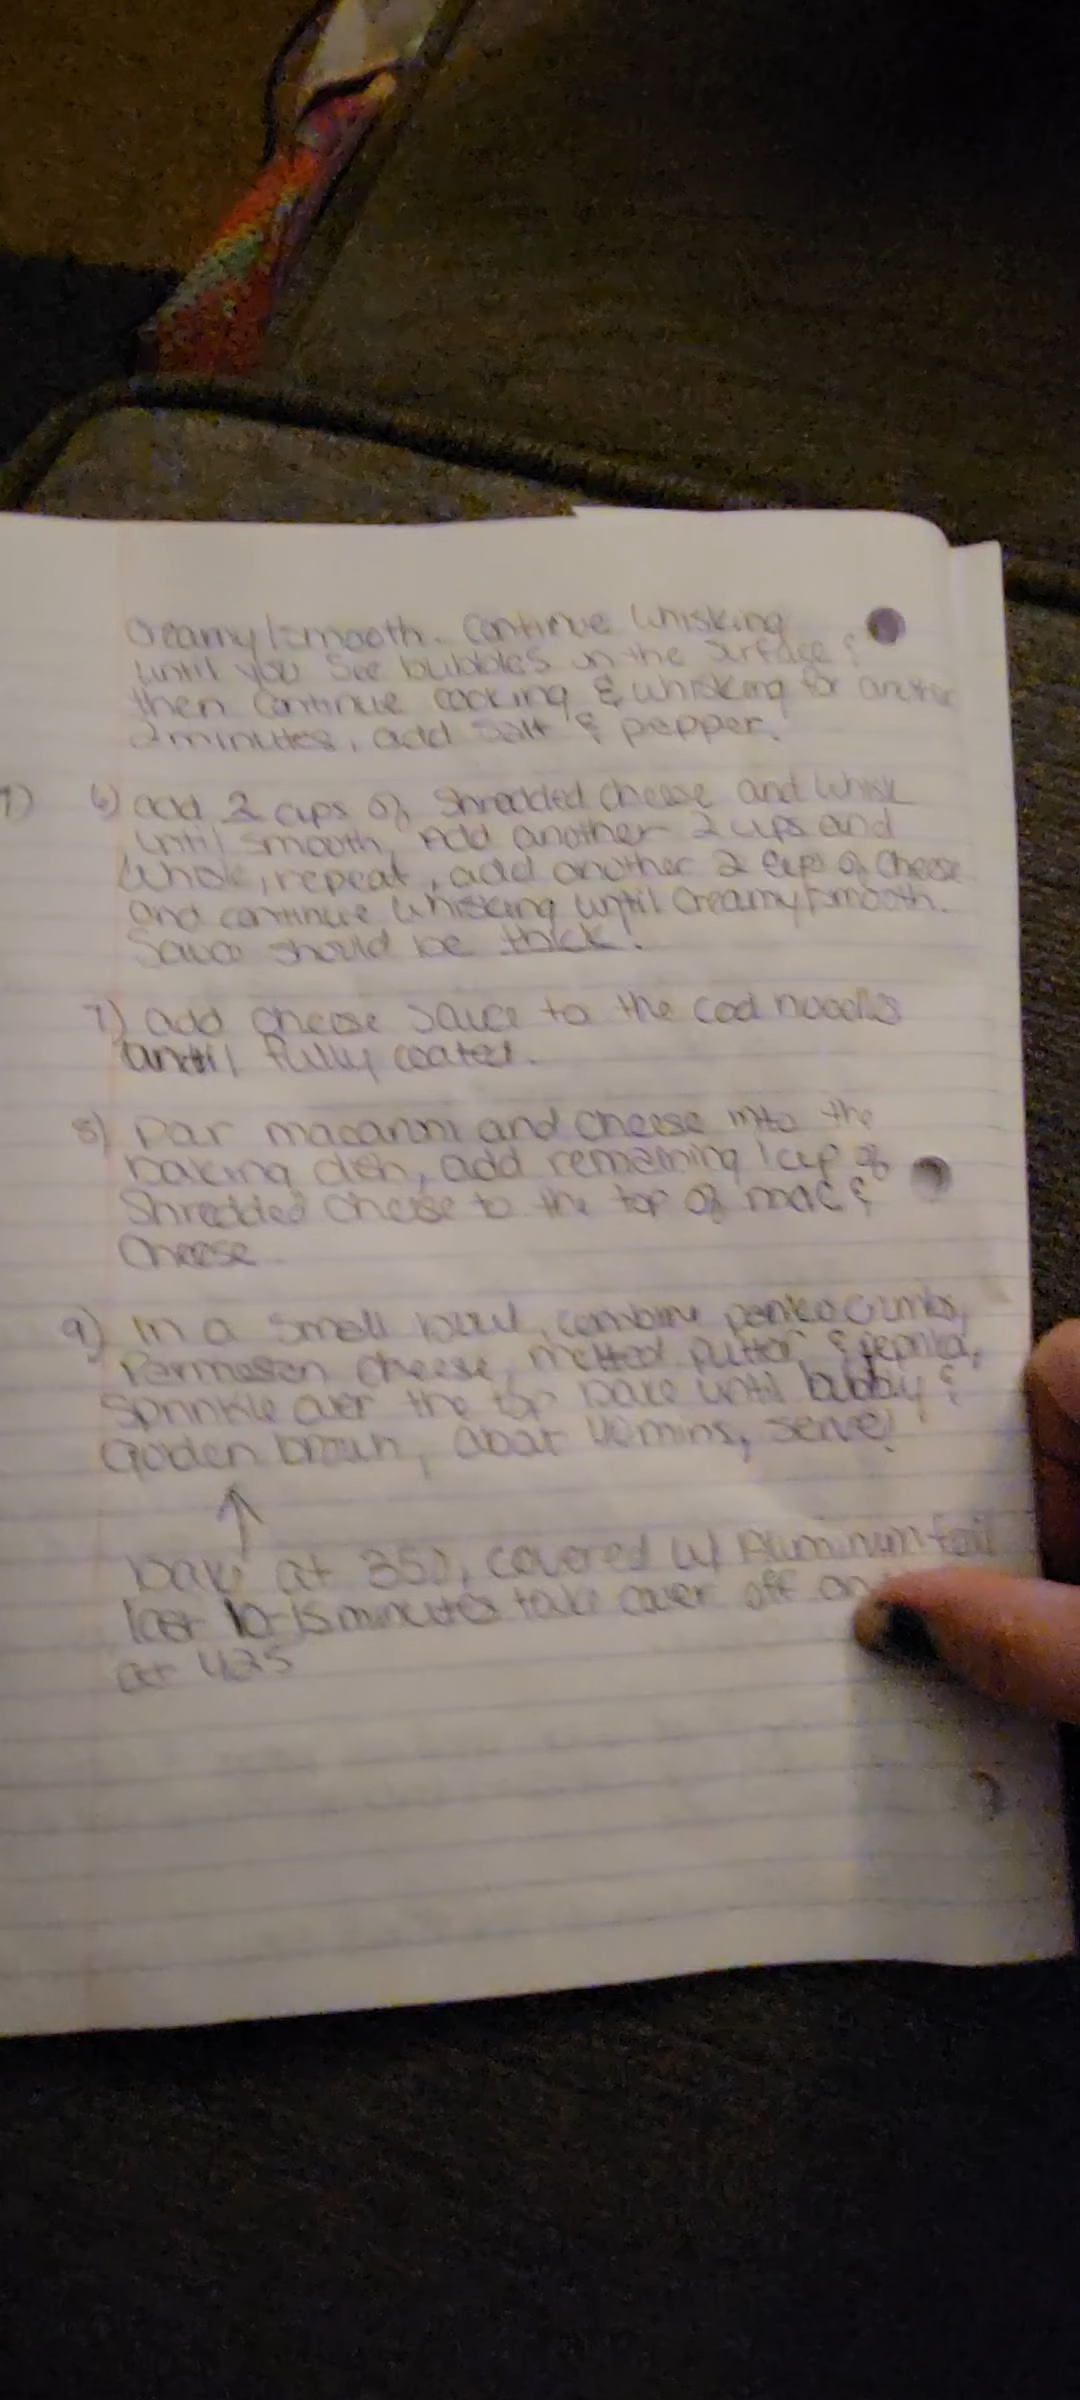 creamy/smooth. Continue whisking
until you see bubbles on the surface &
then continue cooking & whisking for another
2 minutes, add salt & pepper.
6) add 2 cups of shredded cheese and whisk
until smooth, Add another 2 cups and
whisk, repeat, add another 2 cups of cheese
and continue whisking until creamy/smooth.
Sauce should be thick!
7) add cheese sauce to the cool noodles
until fully coated.
8) Pour macaroni and cheese into the
baking dish, add remaining 1 cup of
Shredded cheese to the top of mac &
Cheese.
9) In a small bowl, combine panko crumbs,
Parmesan cheese, melted butter & paprika,
Sprinkle over the top bake until bubbly &
Golden brown, about 40 mins, serve!
↑
bake at 350, covered w/ Aluminum foil
last 10-15 minutes take cover off
at 425